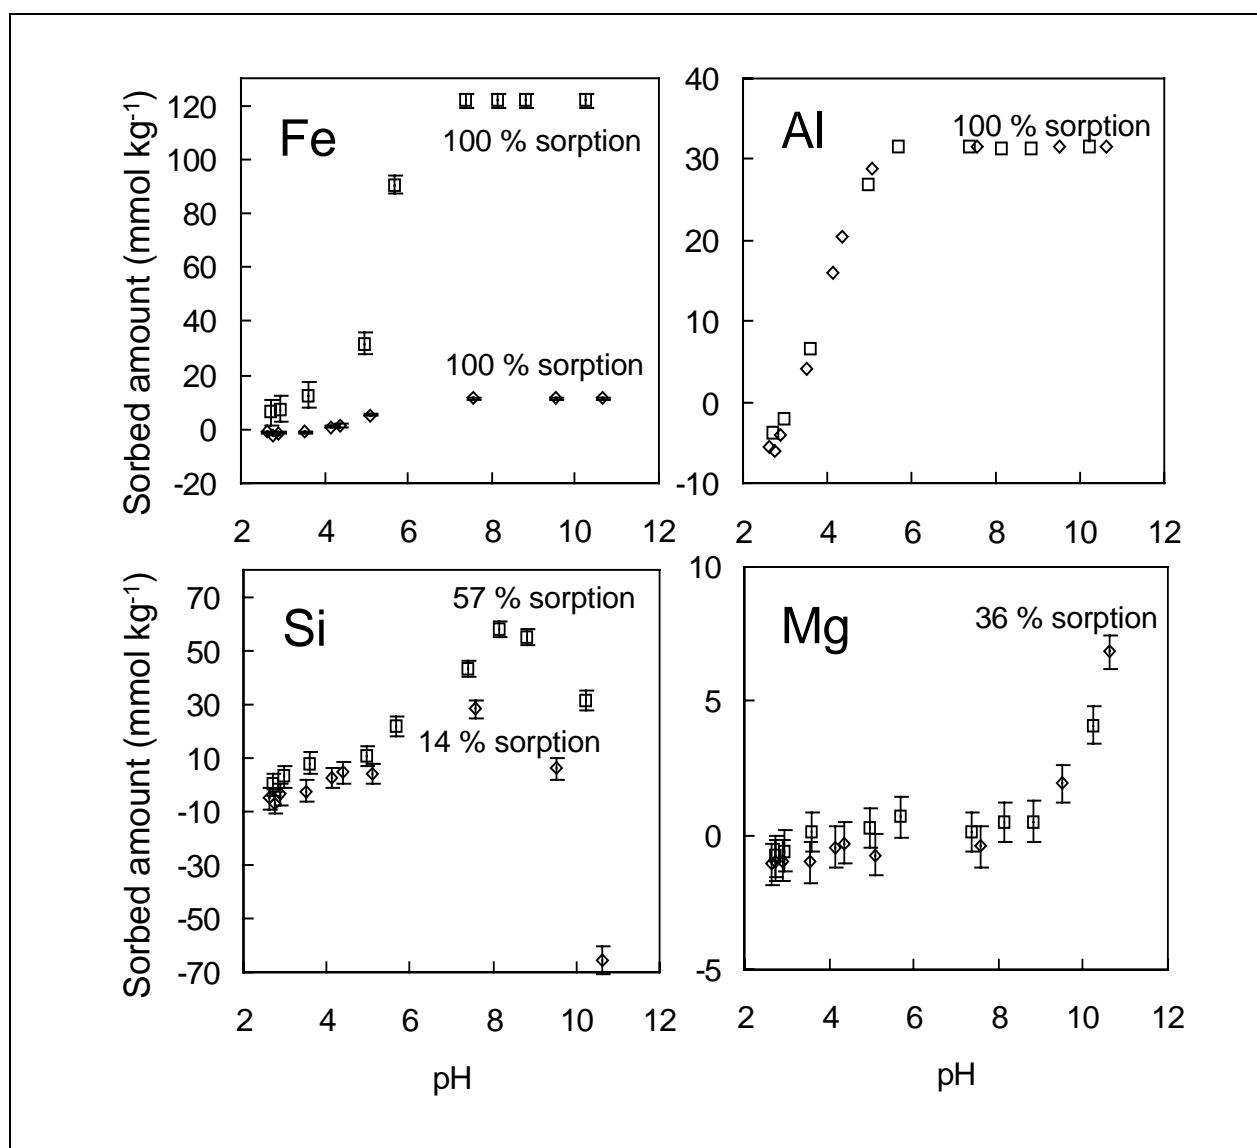 Sorbed amount (mmol kg-1)
120
100
80
60
40
20
0
-20
Fe
100 % sorption
100 % sorption
2 4 6 8 10 12
40
30
20
10
0
-10
Al
100 % sorption
2 4 6 8 10 12
Sorbed amount (mmol kg-1)
70
50
30
10
-10
-30
-50
-70
Si
57 % sorption
14 % sorption
2 4 6 8 10 12
pH
10
5
0
-5
Mg
36 % sorption
2 4 6 8 10 12
pH